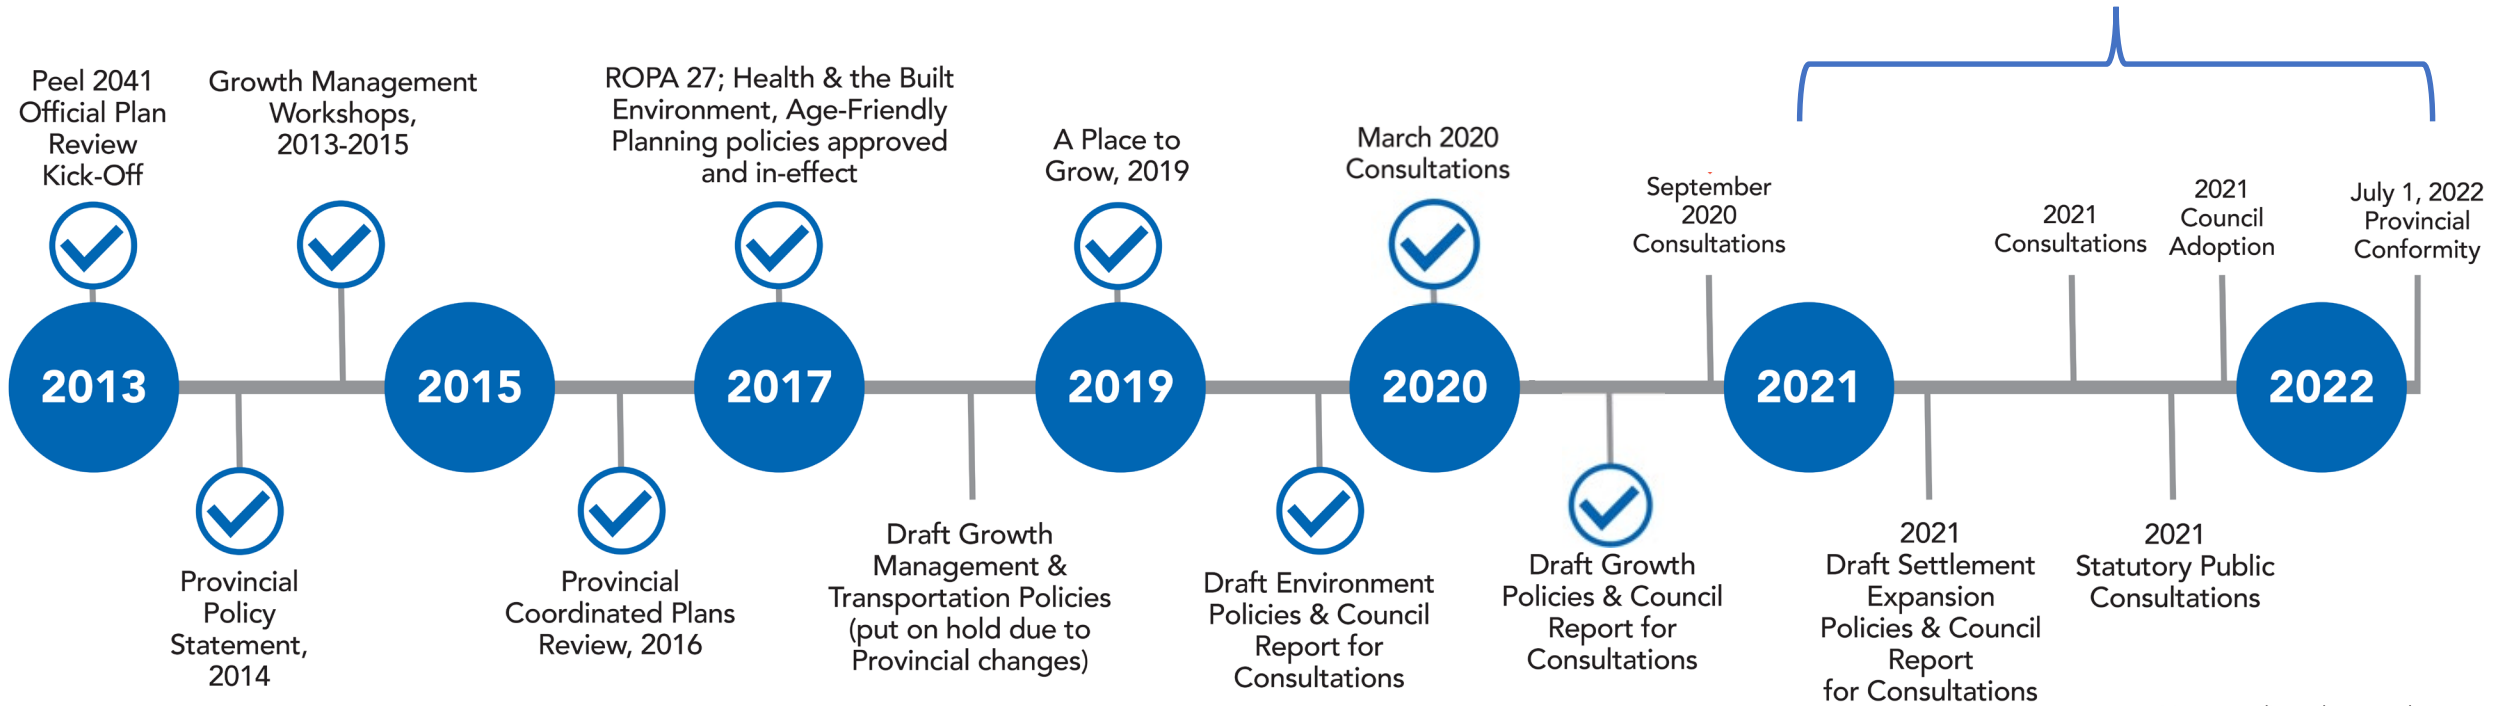 Peel 2041
Official Plan
Review
Kick-Off
Growth Management
Workshops,
2013-2015
ROPA 27; Health & the Built
Environment, Age-Friendly
Planning policies approved
and in-effect
A Place to
Grow, 2019
March 2020
Consultations
September
2020
Consultations
2021
Consultations
2021
Council
Adoption
July 1, 2022
Provincial
Conformity
2013
2015
2017
2019
2020
2021
2022
Provincial
Policy
Statement,
2014
Provincial
Coordinated Plans
Review, 2016
Draft Growth
Management &
Transportation Policies
(put on hold due to
Provincial changes)
Draft Environment
Policies & Council
Report for
Consultations
Draft Growth
Policies & Council
Report for
Consultations
2021
Draft Settlement
Expansion
Policies & Council
Report
for Consultations
2021
Statutory Public
Consultations